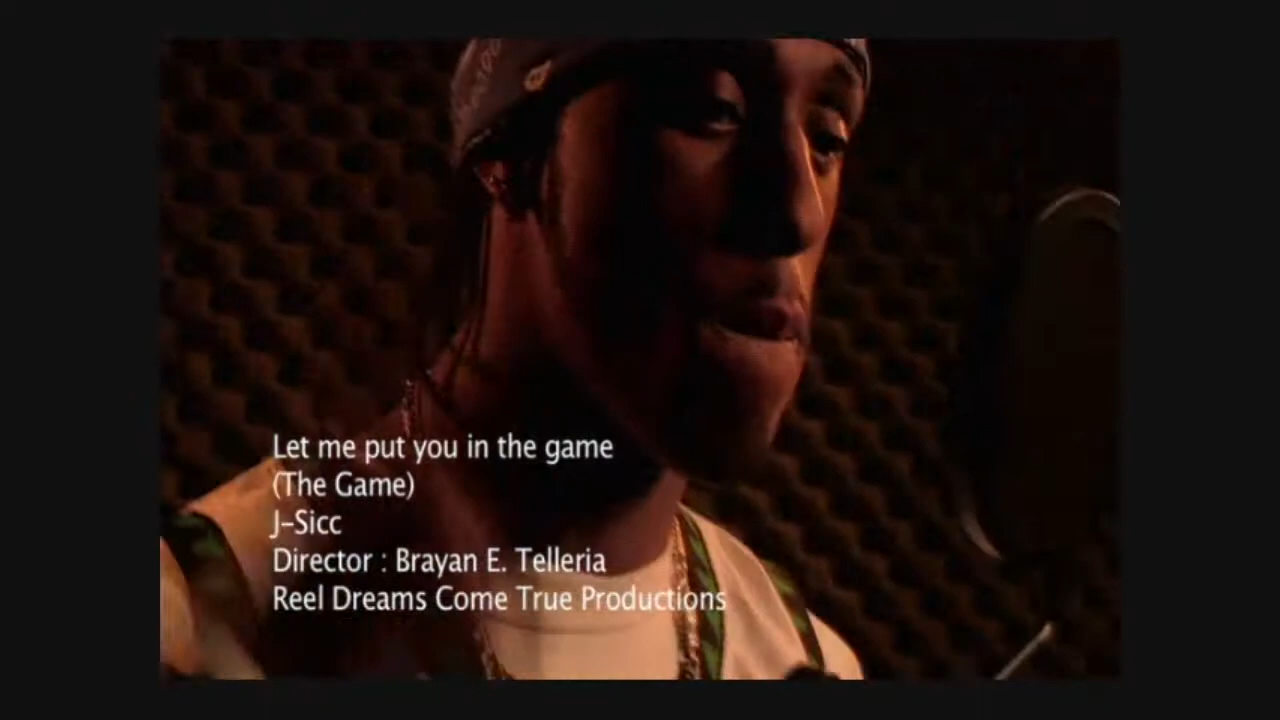 Let me put you in the game
(The Game)
J-Sicc
Director : Brayan E. Telleria
Reel Dreams Come True Productions